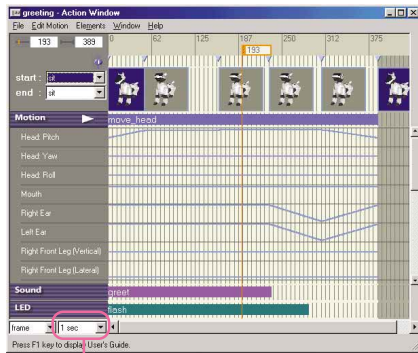 greeting - Action Window
File Edit Motion Elements Window Help
193 389
0 62 125 187 250 312 375
193
start : sit
end : sit
Motion move_head
Head: Pitch
Head: Yaw
Head: Roll
Mouth
Right Ear
Left Ear
Right Front Leg (Vertical)
Right Front Leg (Lateral)
Sound greet
LED flash
frame 1 sec
Press F1 key to display User's Guide.